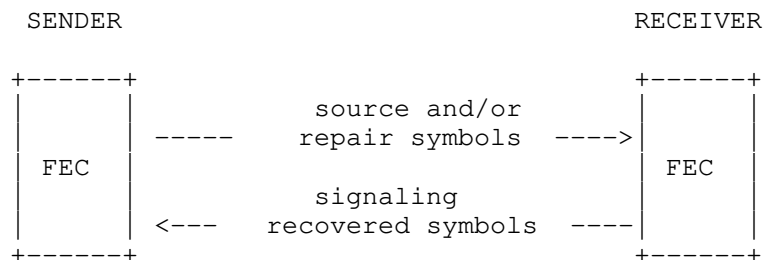 SENDER RECEIVER
+------+ +------+
| | source and/or | |
| | ----- repair symbols ---->| |
| FEC | | FEC |
| | signaling | |
| | <--- recovered symbols ----| |
+------+ +------+